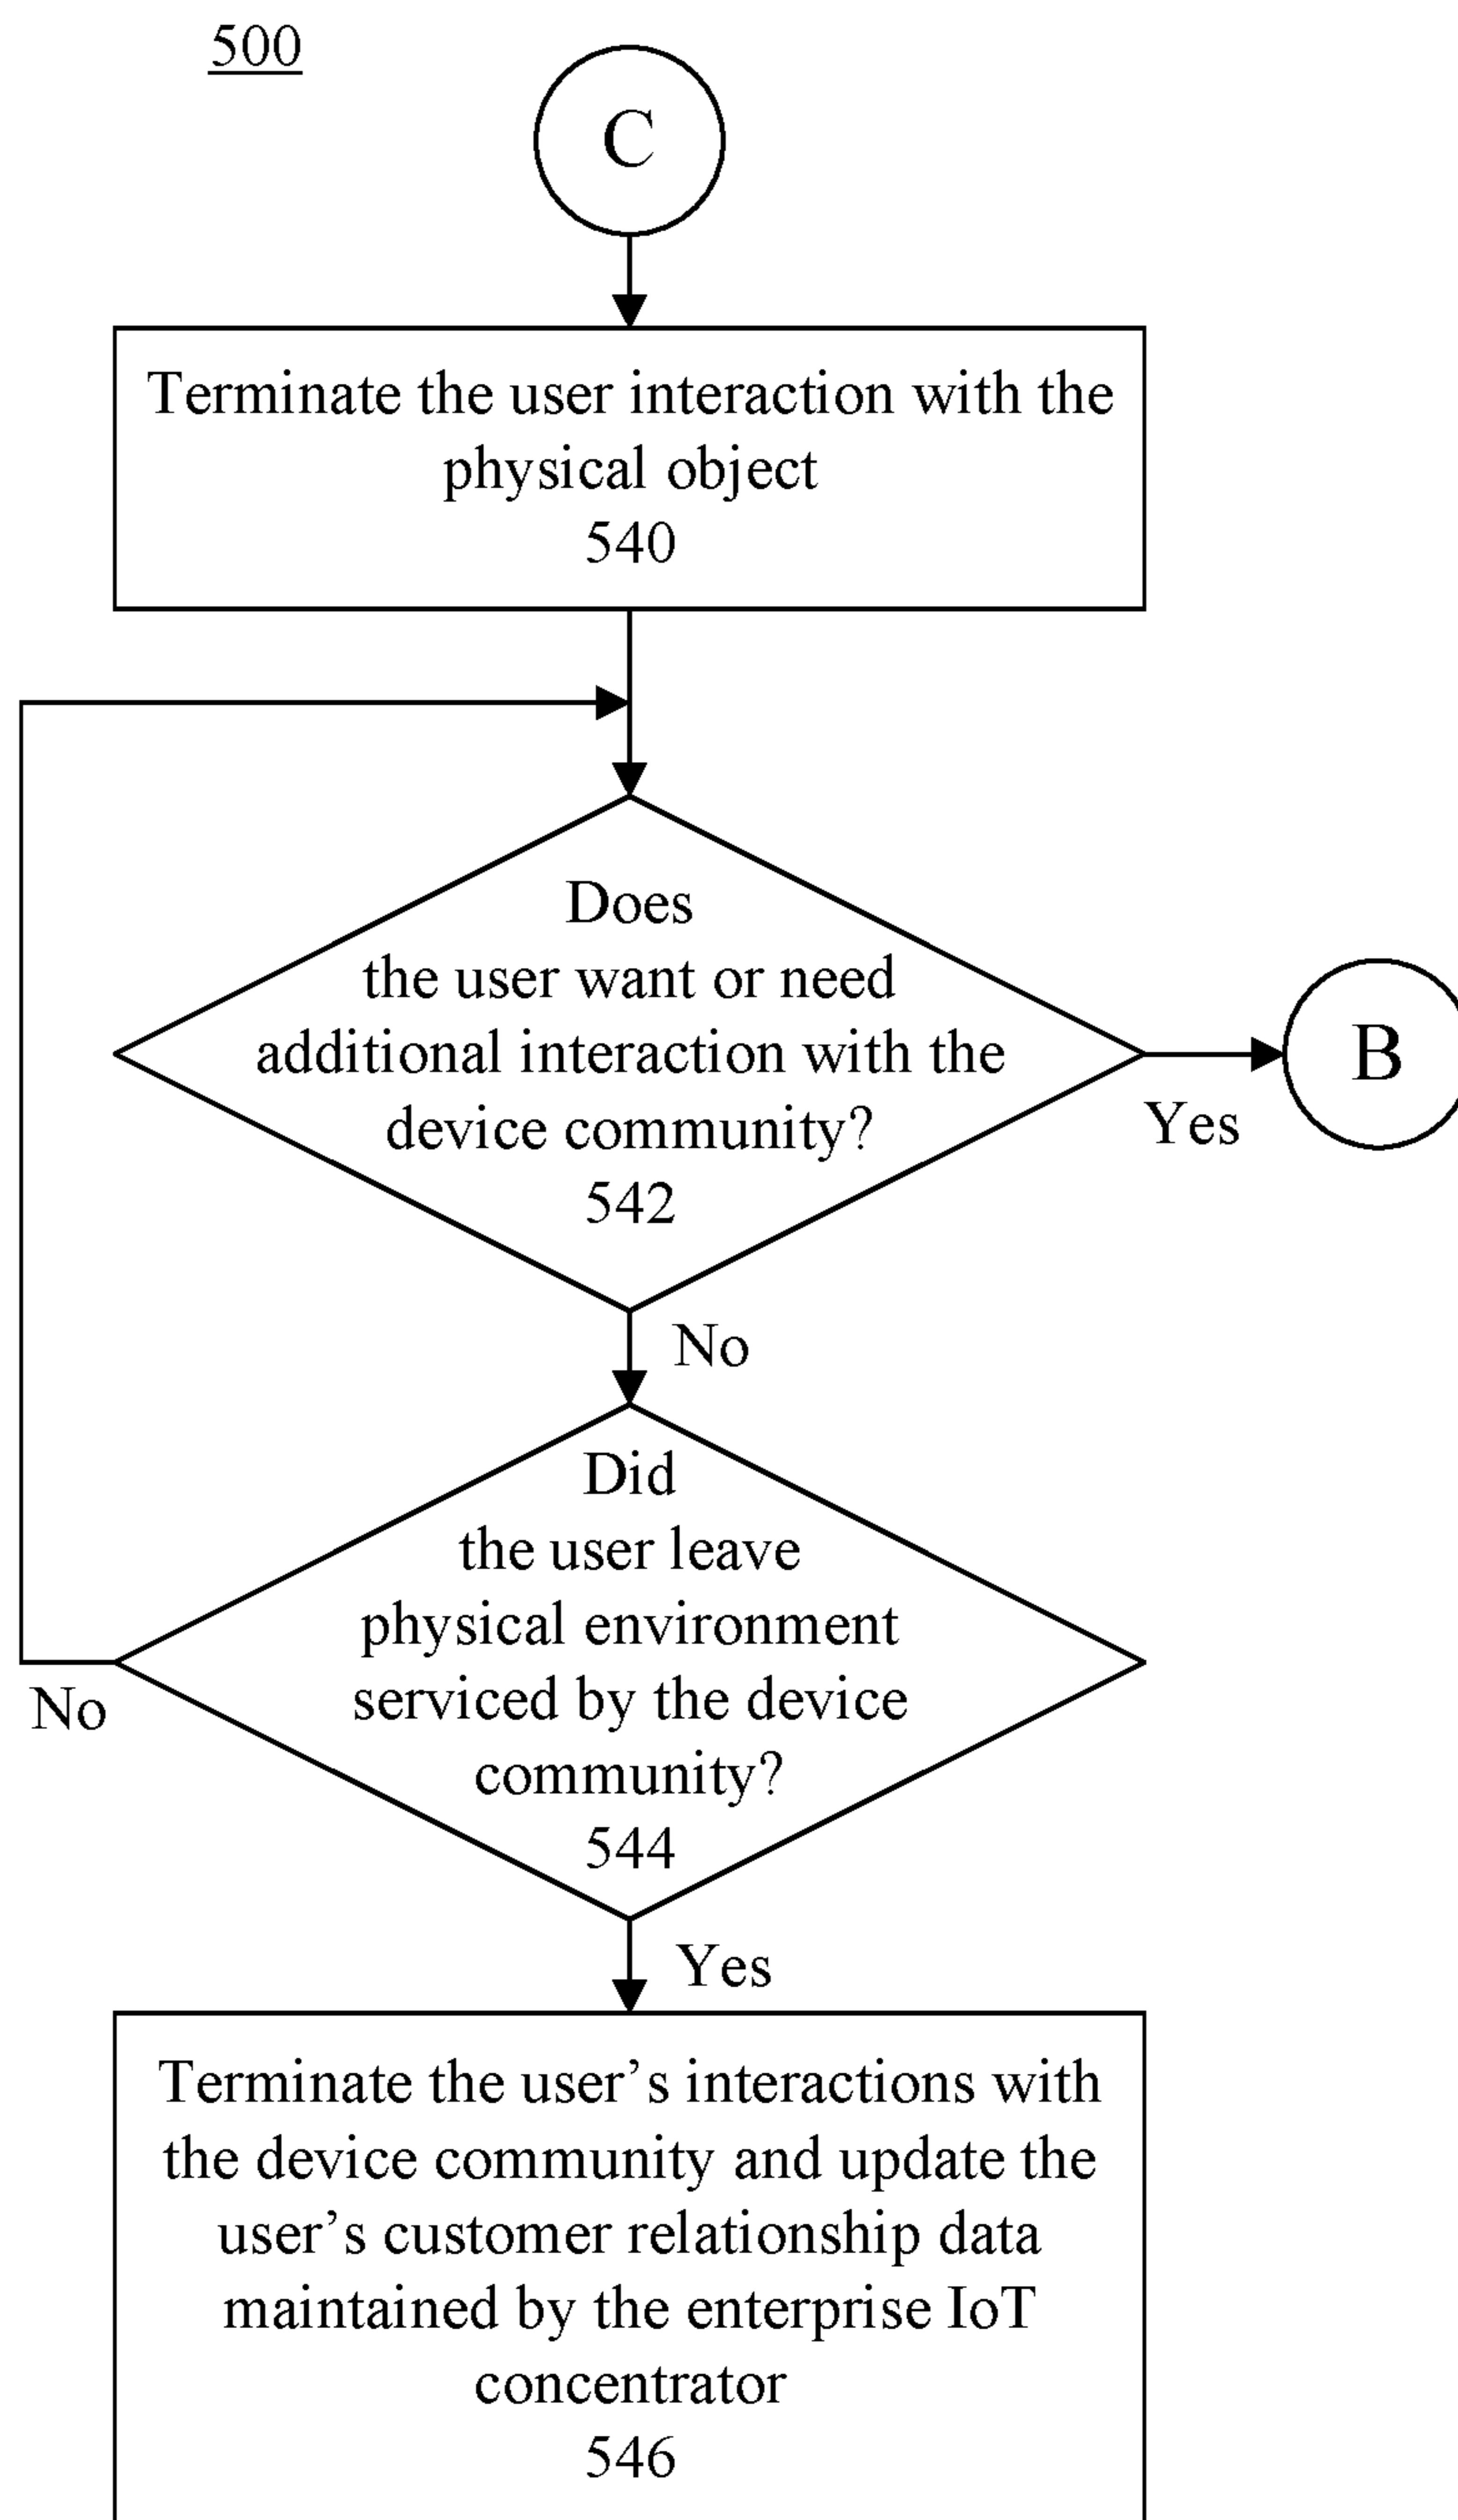 500
C
Terminate the user interaction with the
physical object
540
Does
the user want or need
additional interaction with the
device community?
542
B
Yes
No
Did
the user leave
physical environment
serviced by the device
community?
544
No
Yes
Terminate the user’s interactions with
the device community and update the
user’s customer relationship data
maintained by the enterprise IoT
concentrator
546